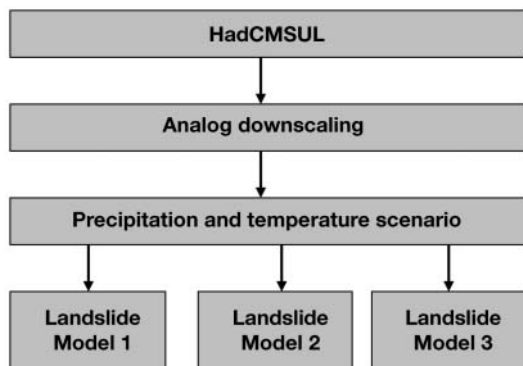 HadCMSUL
Analog downscaling
Precipitation and temperature scenario
Landslide
Model 1
Landslide
Model 2
Landslide
Model 3